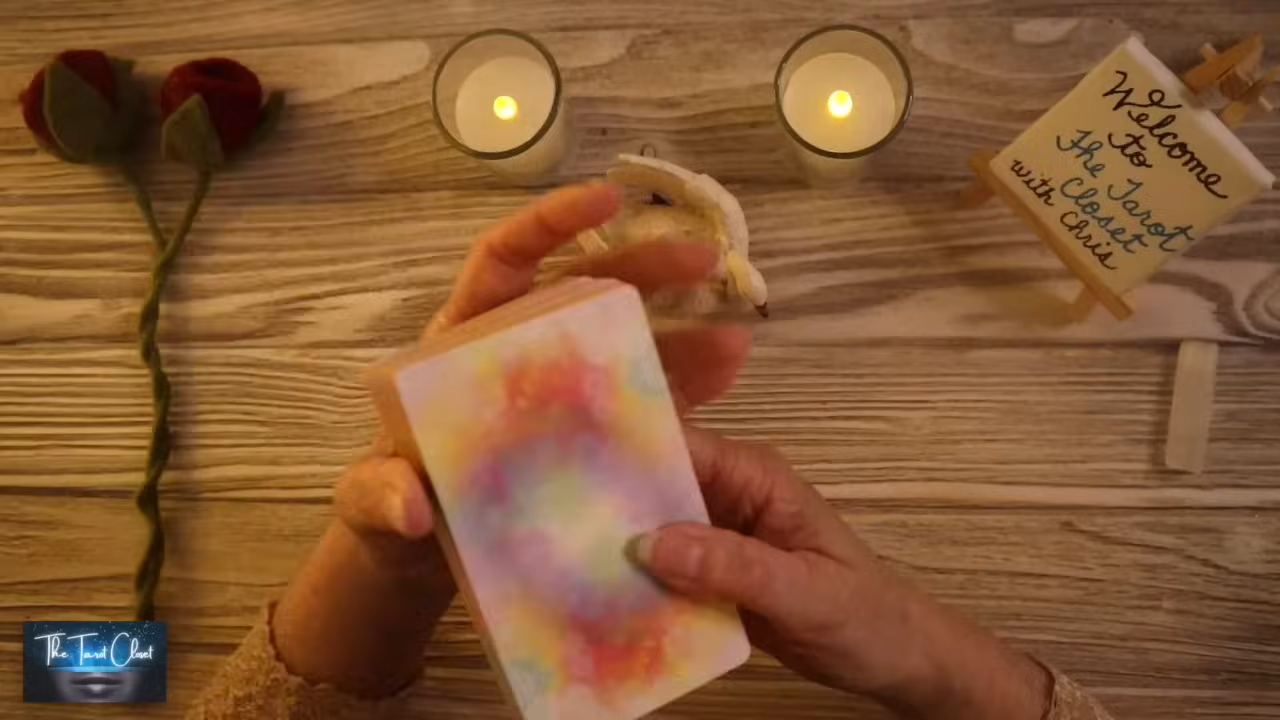 Welcome
to
The Tarot
Closet
with Chris
The Tarot Closet